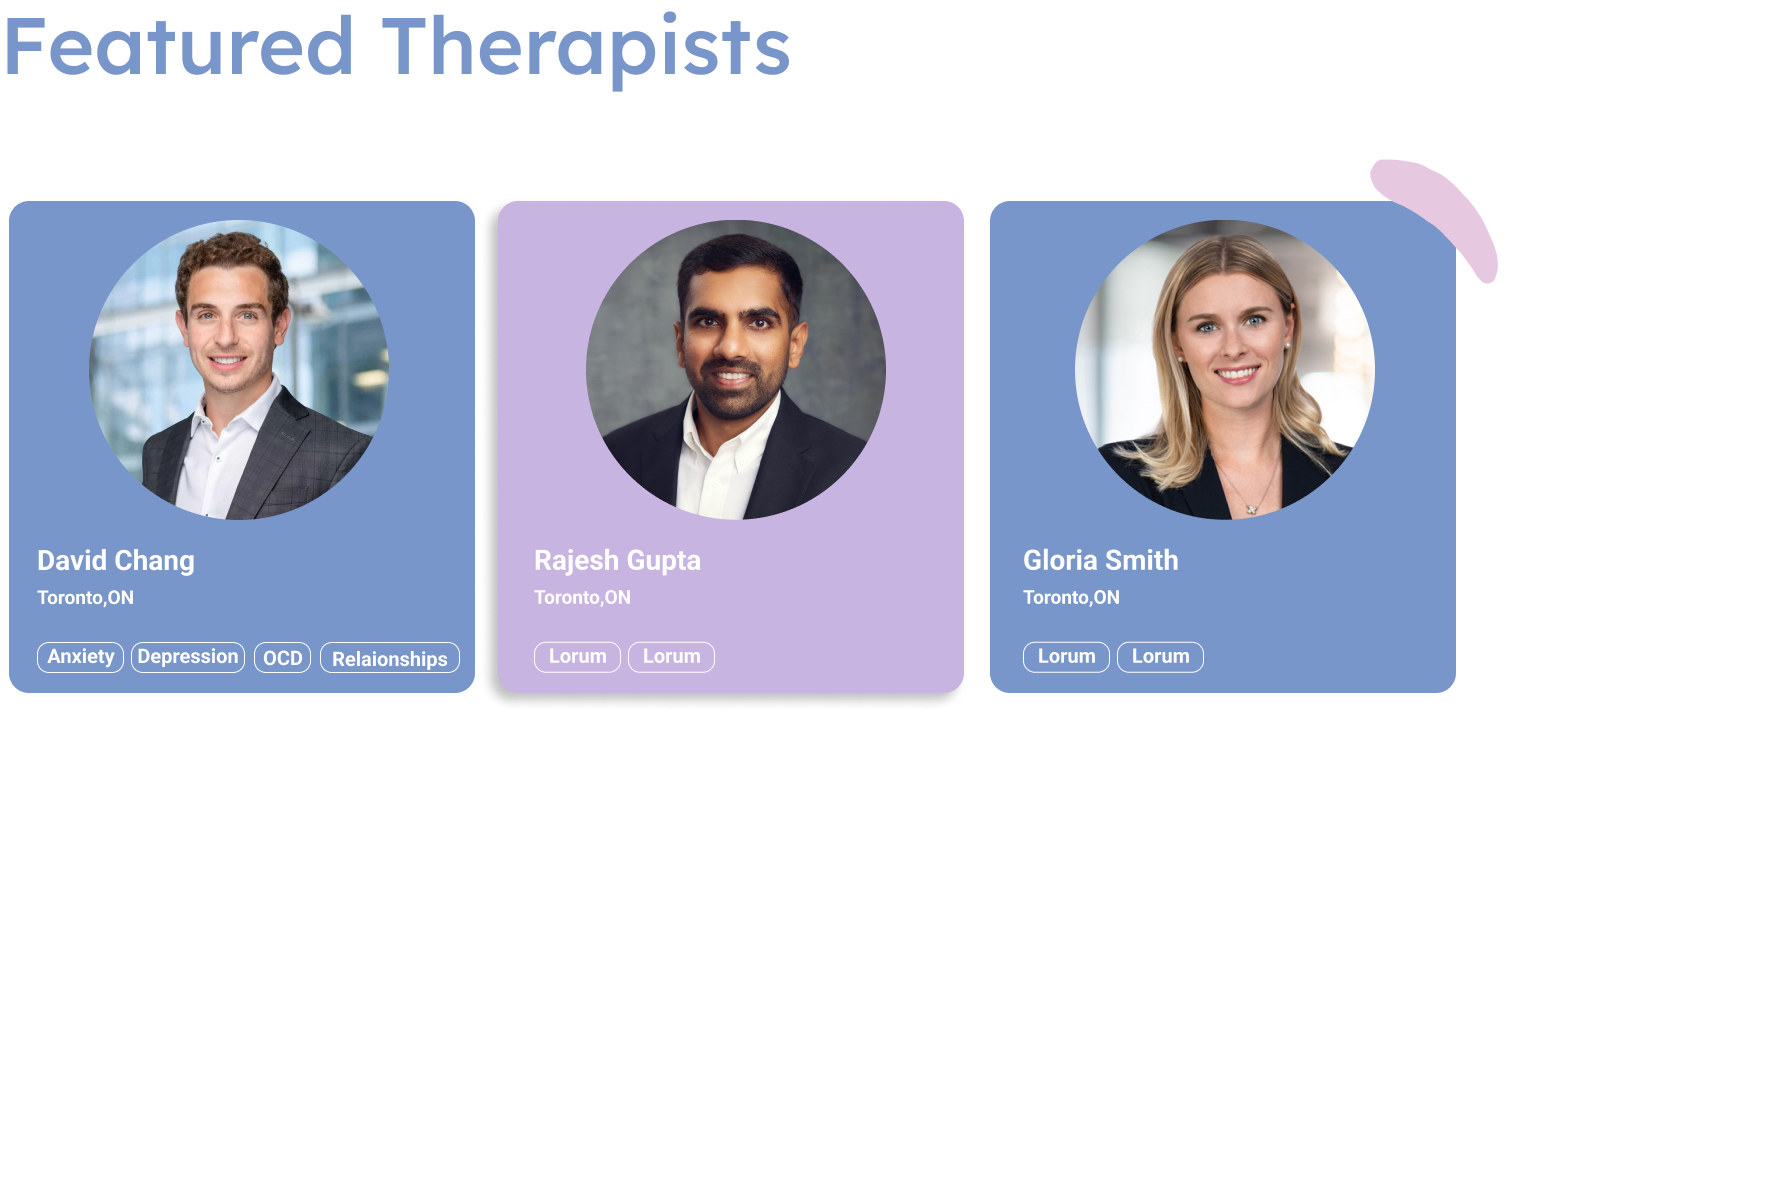 Featured Therapists
David Chang
Toronto,ON
Anxiety Depression OCD Relaionships
Rajesh Gupta
Toronto,ON
Lorum Lorum
Gloria Smith
Toronto,ON
Lorum Lorum